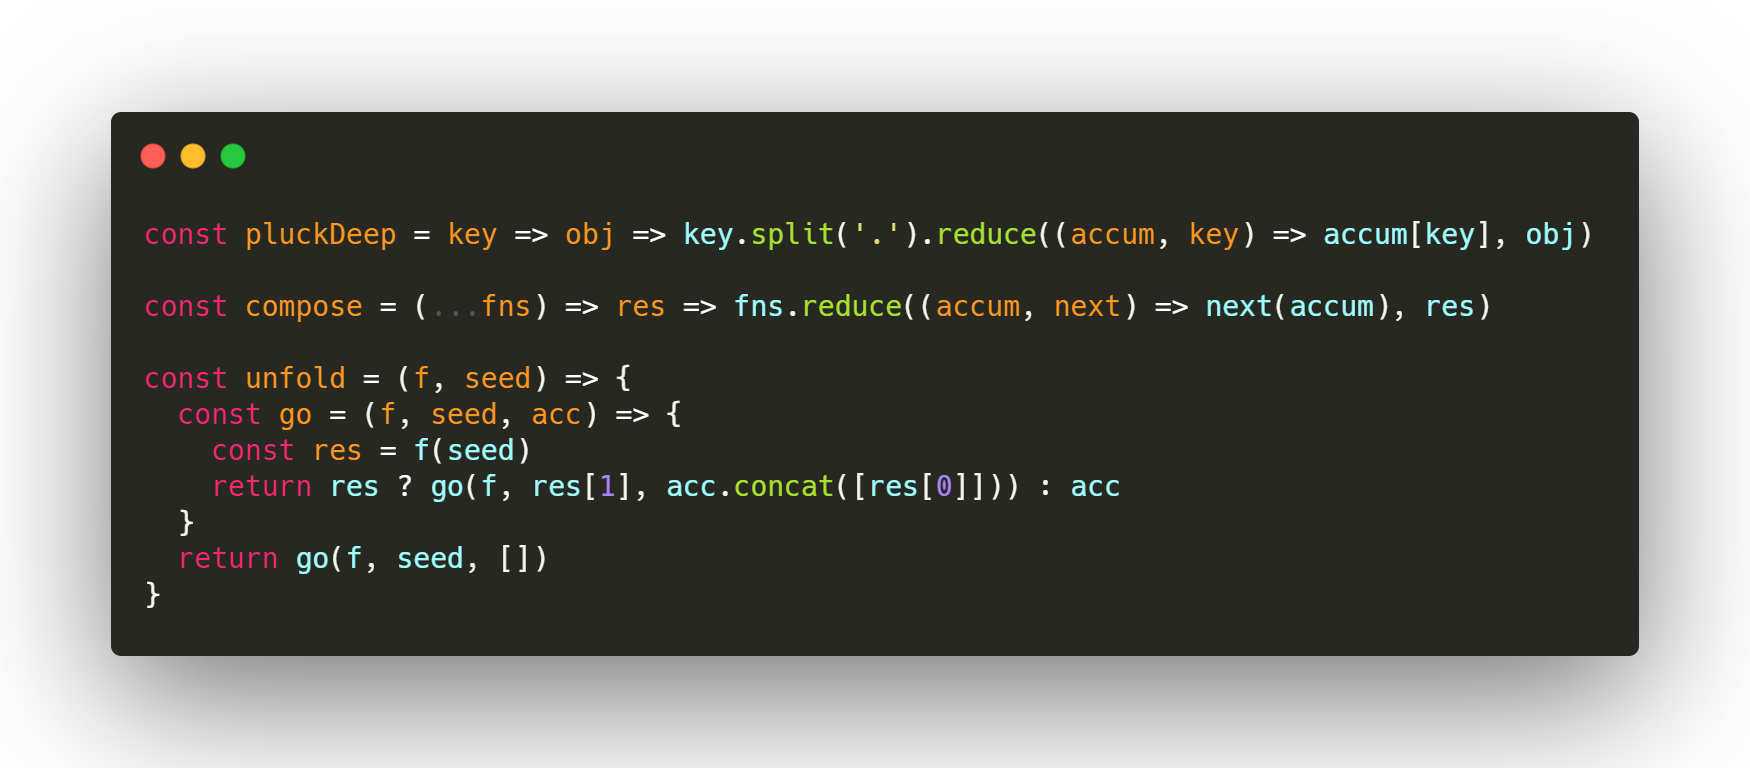 const pluckDeep = key => obj => key.split('.').reduce((accum, key) => accum[key], obj)
const compose = (...fns) => res => fns.reduce((accum, next) => next(accum), res)
const unfold = (f, seed) => {
  const go = (f, seed, acc) => {
    const res = f(seed)
    return res ? go(f, res[1], acc.concat([res[0]])) : acc
  }
  return go(f, seed, [])
}